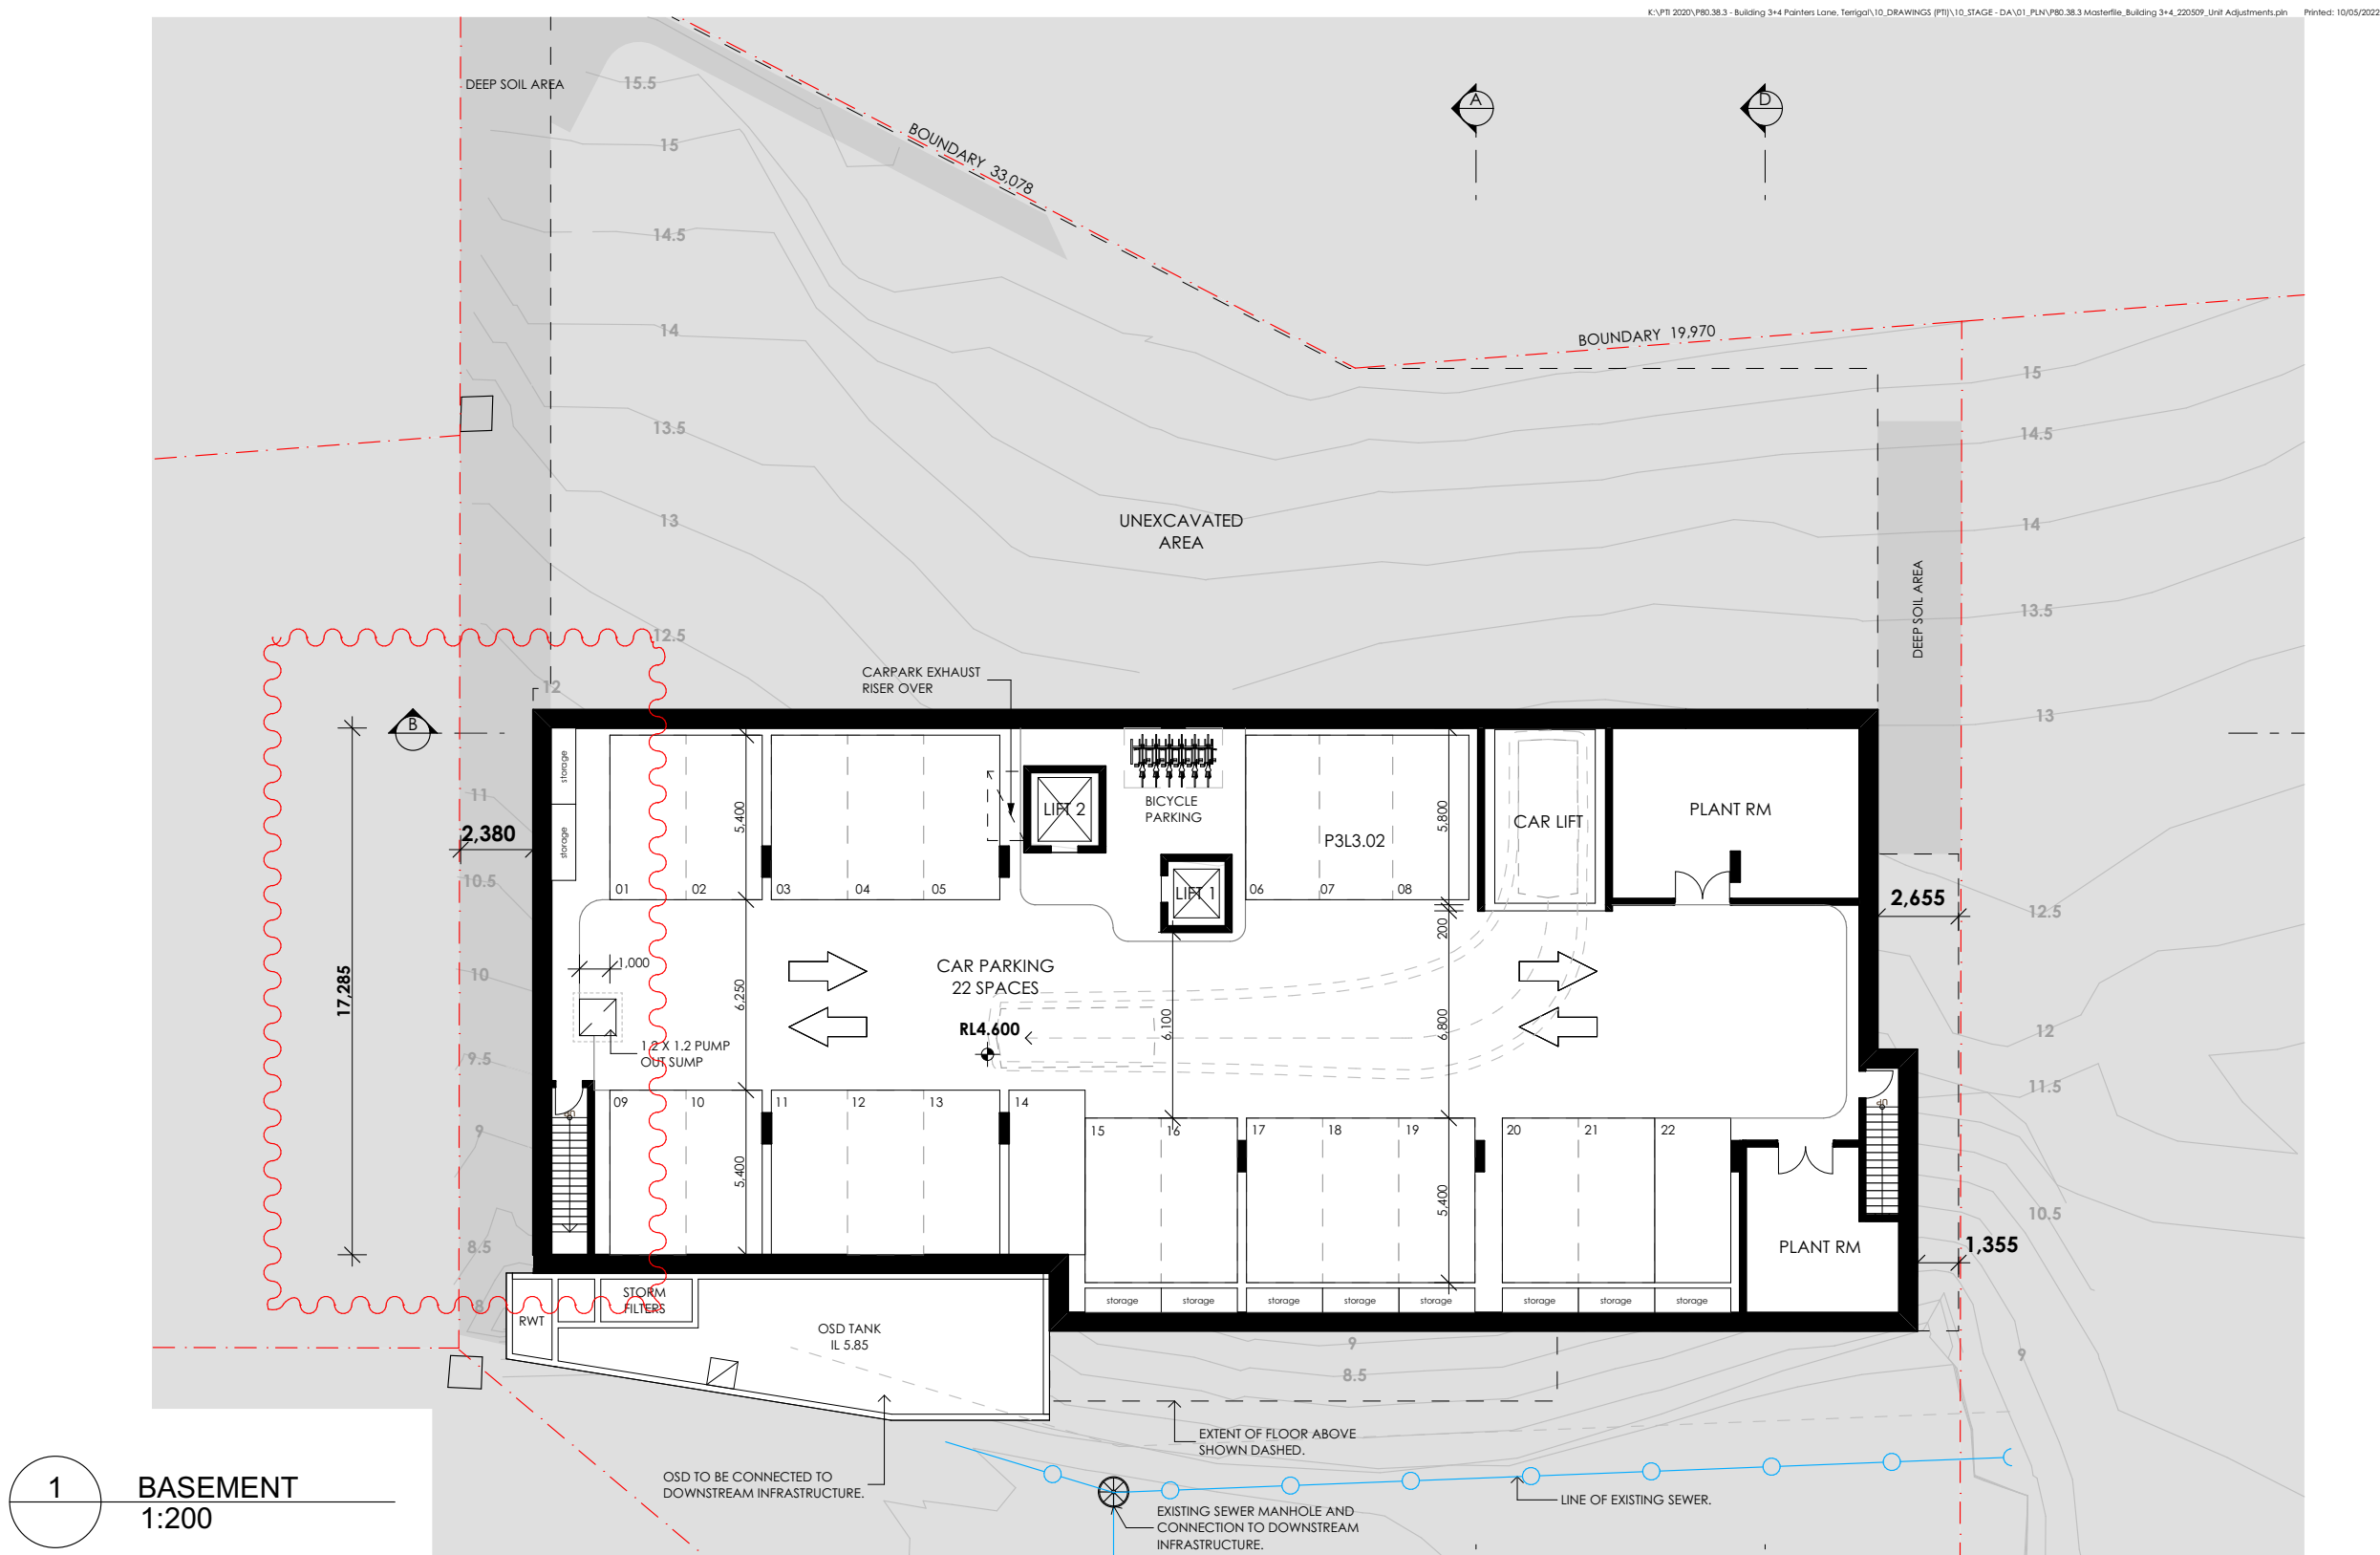 K:\PTI 2020\P80.38.3 - Building 3+4 Painters Lane, Terrigal\10_DRAWINGS (PTI)\10_STAGE - DA\01_PLN\P80.38.3 Masterfile_Building 3+4_220509_Unit Adjustments.pln Printed: 10/05/2022
DEEP SOIL AREA
15.5
A
D
BOUNDARY 33,078
15
14.5
14
BOUNDARY 19,970
15
13.5
14.5
13
UNEXCAVATED
AREA
14
DEEP SOIL AREA
13.5
12.5
CARPARK EXHAUST
RISER OVER
12
13
B
storage
storage
11
2,380
10.5
5,400
LIFT 2
BICYCLE
PARKING
5,800
P3L3.02
CAR LIFT
PLANT RM
01
02
03
04
05
LIFT 1
06
07
08
2,655
12.5
200
17,285
10
1,000
6,250
CAR PARKING
22 SPACES
RL4.600
6,100
6,800
12
9.5
1.2 X 1.2 PUMP
OUT SUMP
11.5
UP
UP
09
10
11
12
13
14
15
16
17
18
19
20
21
22
9
5,400
5,400
10.5
8.5
PLANT RM
1,355
8
STORM
FILTERS
RWT
storage
storage
storage
storage
storage
storage
storage
storage
OSD TANK
IL 5.85
9
9
8.5
EXTENT OF FLOOR ABOVE
SHOWN DASHED.
OSD TO BE CONNECTED TO
DOWNSTREAM INFRASTRUCTURE.
LINE OF EXISTING SEWER.
EXISTING SEWER MANHOLE AND
CONNECTION TO DOWNSTREAM
INFRASTRUCTURE.
1
BASEMENT
1:200